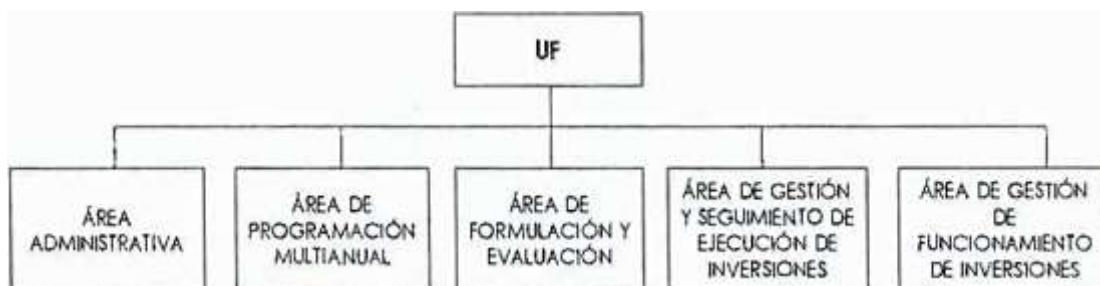 UF
ÁREA
ADMINISTRATIVA
ÁREA DE
PROGRAMACIÓN
MULTIANUAL
ÁREA DE
FORMULACIÓN Y
EVALUACIÓN
ÁREA DE GESTIÓN
Y SEGUIMIENTO DE
EJECUCIÓN DE
INVERSIONES
ÁREA DE GESTIÓN
DE
FUNCIONAMIENTO
DE INVERSIONES